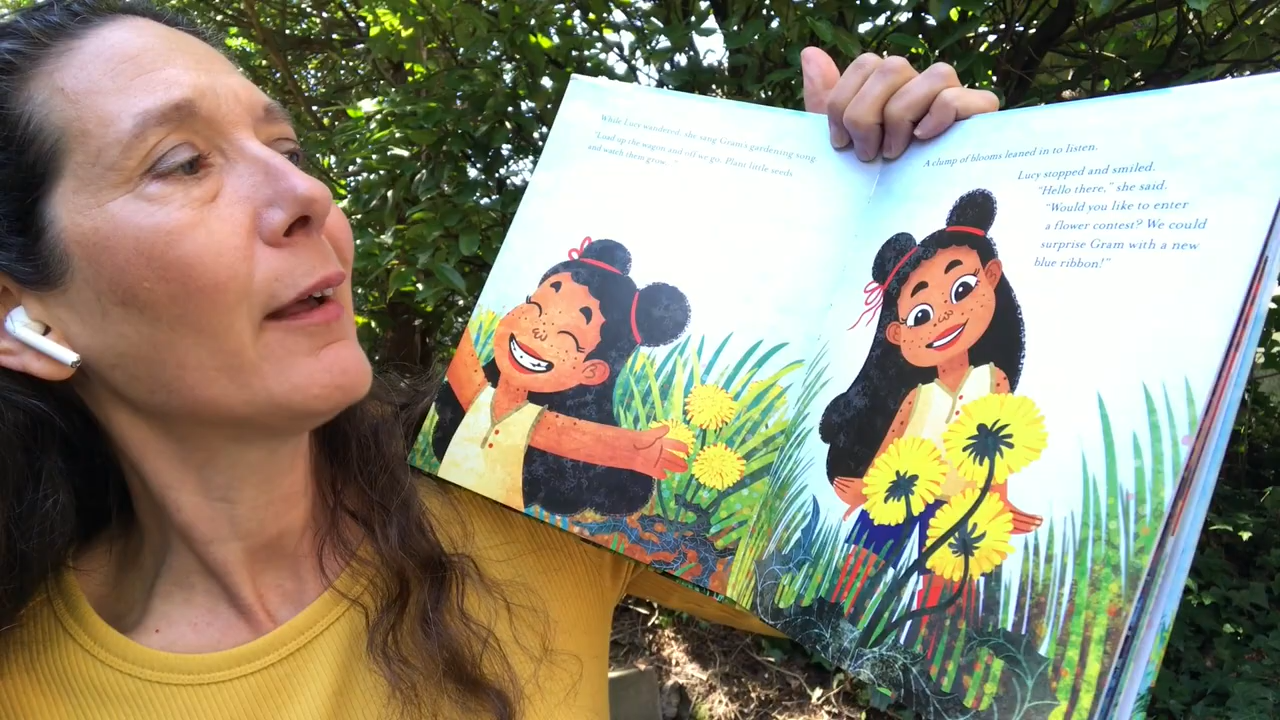 While Lucy wandered, she sang Gram's gardening song.
"Load up the wagon and off we go. Plant little seeds
and watch them grow..."
A clump of blooms leaned in to listen.
Lucy stopped and smiled.
"Hello there," she said.
"Would you like to enter
a flower contest? We could
surprise Gram with a new
blue ribbon!"